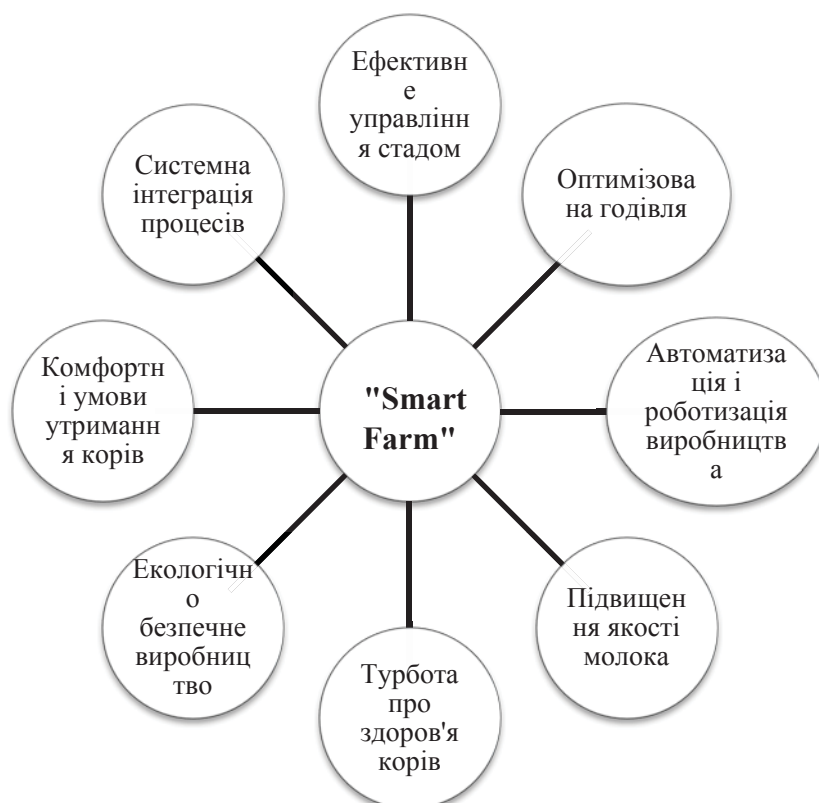 Ефективн
е
управлінн
я стадом
Оптимізова
на годівля
Автоматиза
ція і
роботизація
виробництв
а
Підвищен
ня якості
молока
Турбота
про
здоров'я
корів
Екологічн
о
безпечне
виробниц
тво
Комфортн
і умови
утриманн
я корів
Системна
інтеграція
процесів
"Smart
Farm"